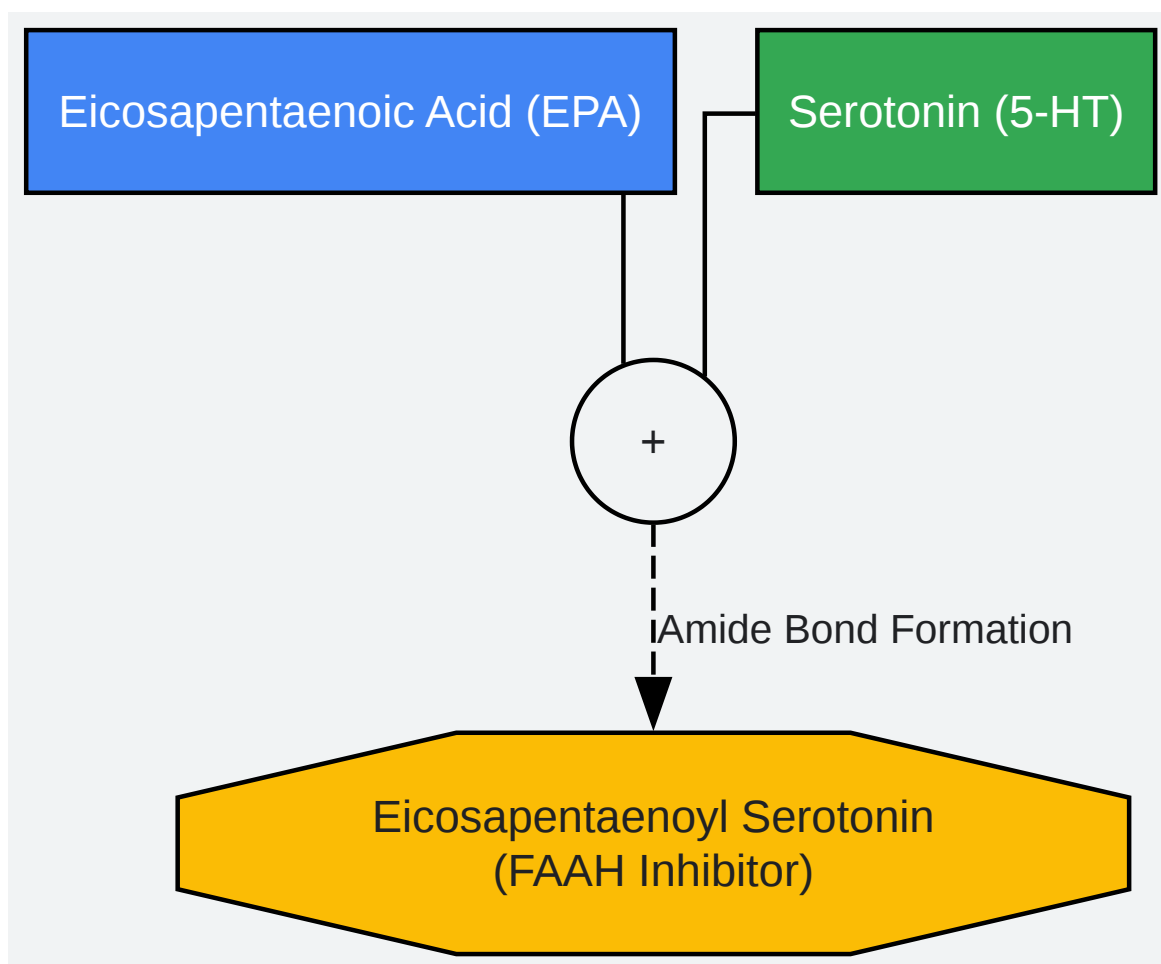 Eicosapentaenoic Acid (EPA)
Serotonin (5-HT)
+
Amide Bond Formation
Eicosapentaenoyl Serotonin
(FAAH Inhibitor)